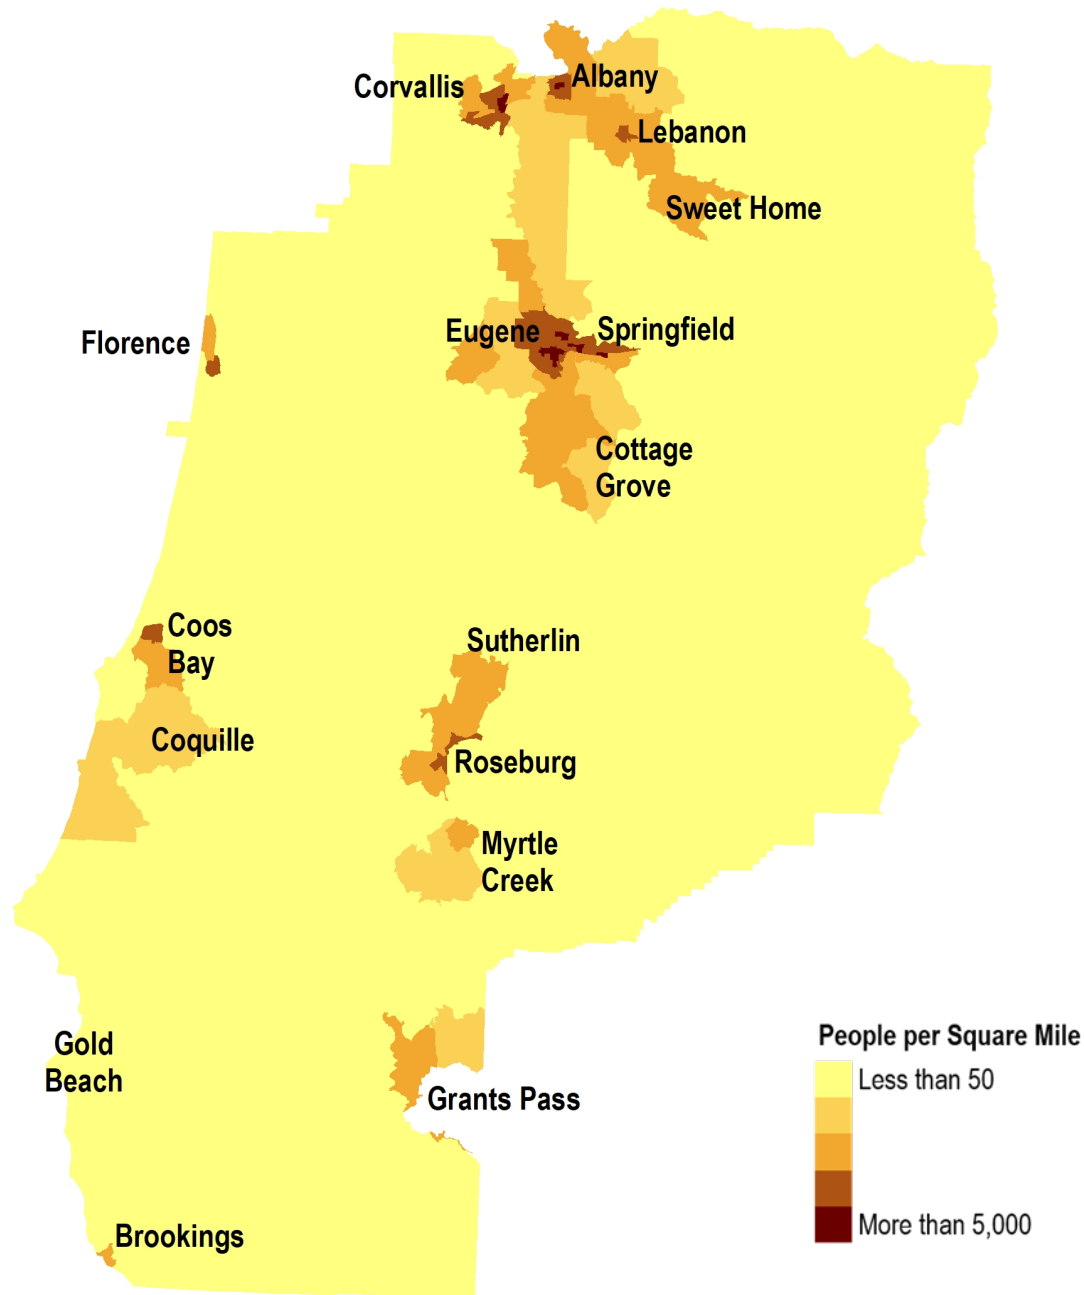 Albany
Corvallis
Lebanon
Sweet Home
Florence
Eugene
Springfield
Cottage
Grove
Coos
Bay
Sutherlin
Coquille
Roseburg
Myrtle
Creek
Gold
Beach
Grants Pass
Brookings
People per Square Mile
Less than 50
More than 5,000